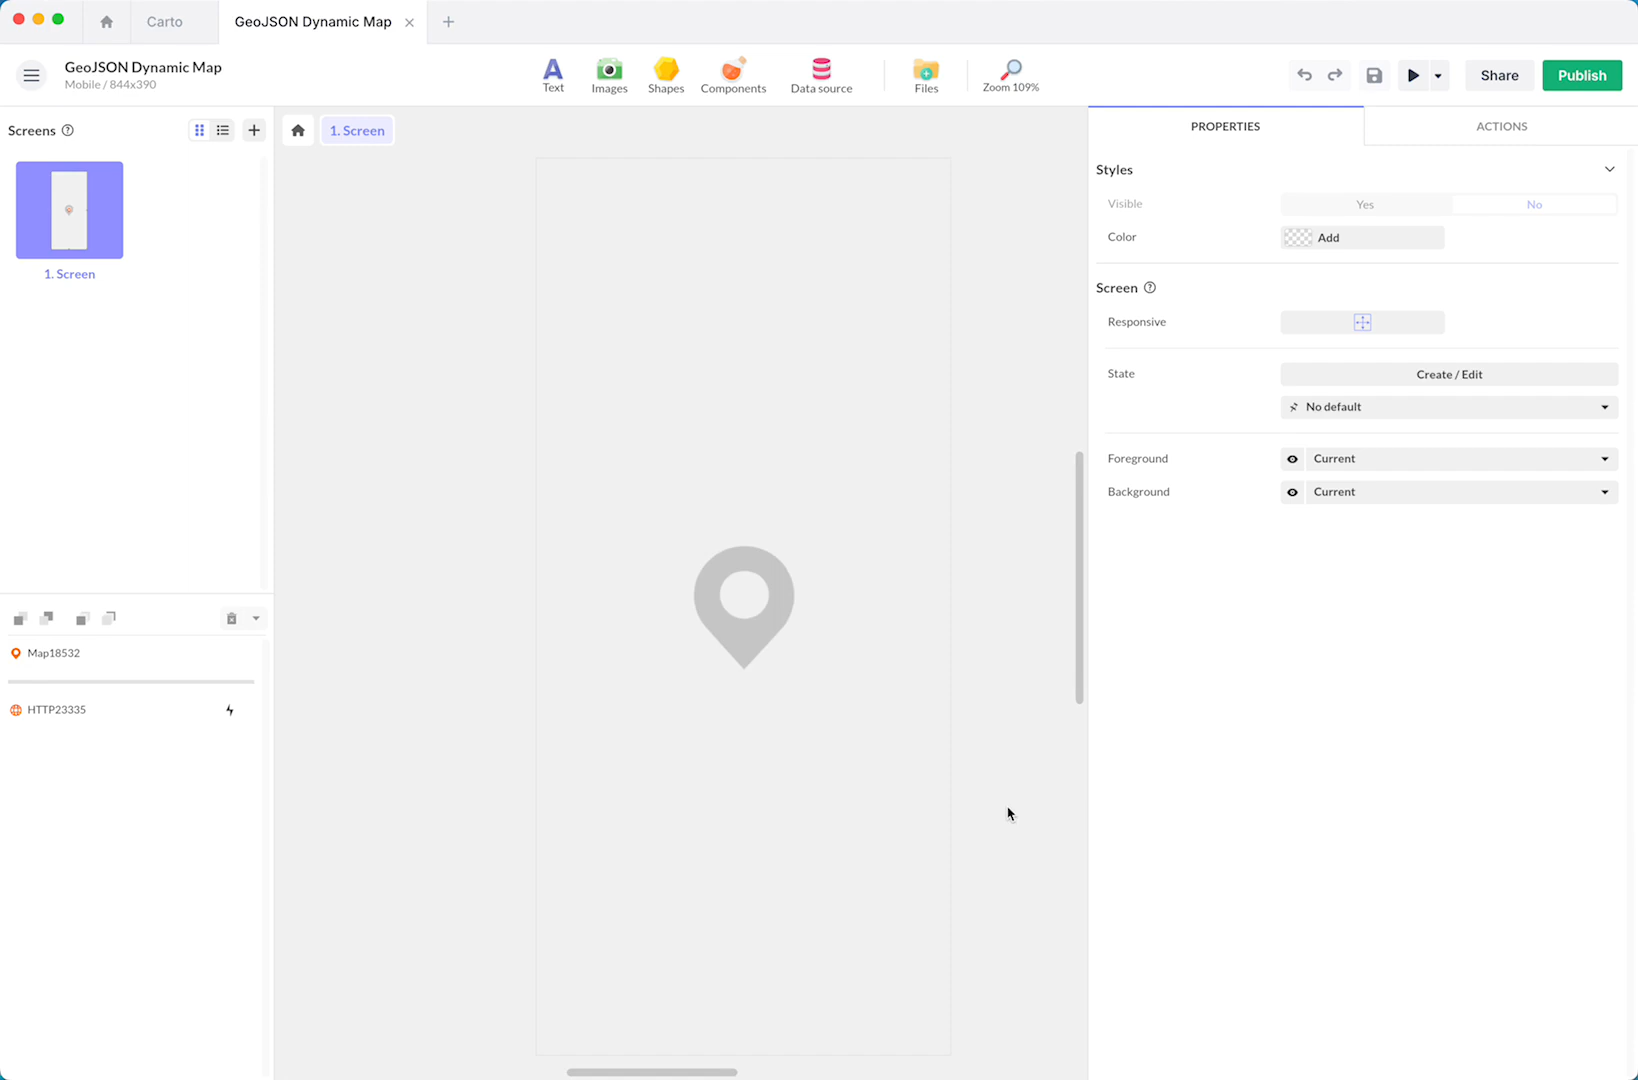 Carto
GeoJSON Dynamic Map
GeoJSON Dynamic Map
Mobile / 844x390
Text
Images
Shapes
Components
Data source
Files
Zoom 109%
Share
Publish
Screens
1. Screen
PROPERTIES
ACTIONS
1. Screen
Styles
Visible
Yes
No
Color
Add
Screen
Responsive
State
Create / Edit
No default
Foreground
Current
Background
Current
Map18532
HTTP23335